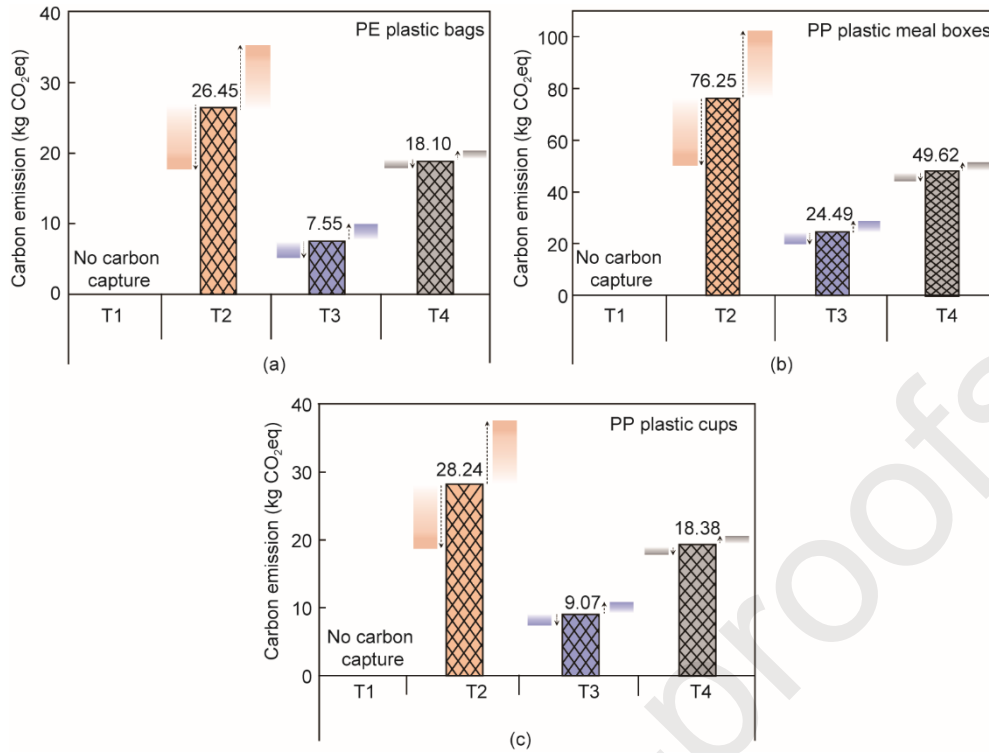 PE plastic bags
Carbon emission (kg CO₂eq)
40
30
20
10
0
26.45
7.55
18.10
No carbon
capture
T1
T2
T3
T4
(a)
PP plastic meal boxes
Carbon emission (kg CO₂eq)
100
80
60
40
20
0
76.25
24.49
49.62
No carbon
capture
T1
T2
T3
T4
(b)
PP plastic cups
Carbon emission (kg CO₂eq)
40
30
20
10
0
28.24
9.07
18.38
No carbon
capture
T1
T2
T3
T4
(c)
proofs